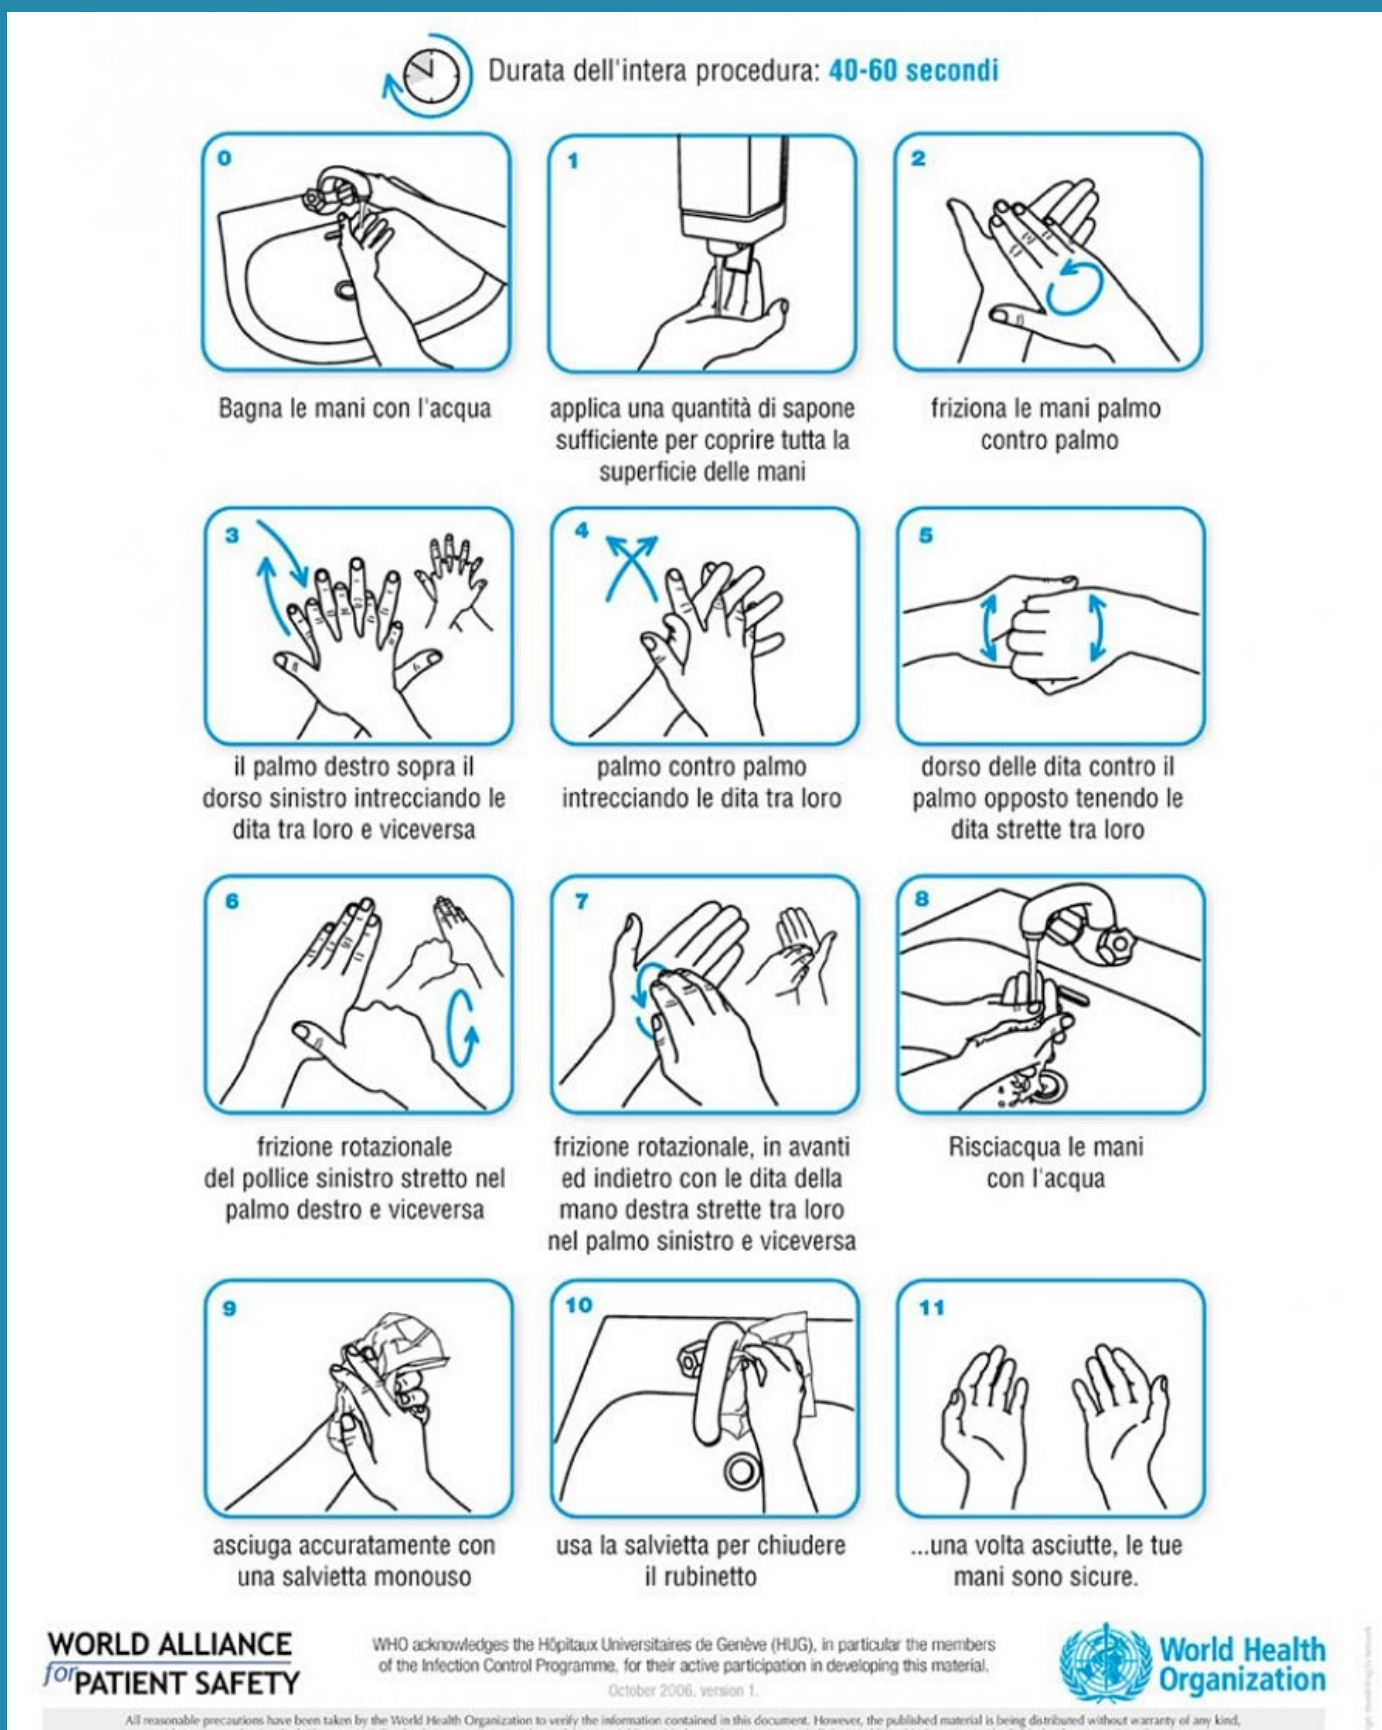 Durata dell'intera procedura: 40-60 secondi
0
1
2
Bagna le mani con l'acqua
applica una quantità di sapone
sufficiente per coprire tutta la
superficie delle mani
friziona le mani palmo
contro palmo
3
4
5
il palmo destro sopra il
dorso sinistro intrecciando le
dita tra loro e viceversa
palmo contro palmo
intrecciando le dita tra loro
dorso delle dita contro il
palmo opposto tenendo le
dita strette tra loro
6
7
8
frizione rotazionale
del pollice sinistro stretto nel
palmo destro e viceversa
frizione rotazionale, in avanti
ed indietro con le dita della
mano destra strette tra loro
nel palmo sinistro e viceversa
Risciacqua le mani
con l'acqua
9
10
11
asciuga accuratamente con
una salvietta monouso
usa la salvietta per chiudere
il rubinetto
...una volta asciutte, le tue
mani sono sicure.
WORLD ALLIANCE
for PATIENT SAFETY
WHO acknowledges the Hôpitaux Universitaires de Genève (HUG), in particular the members
of the Infection Control Programme, for their active participation in developing this material.
October 2006, version 1.
World Health
Organization
All reasonable precautions have been taken by the World Health Organization to verify the information contained in this document. However, the published material is being distributed without warranty of any kind,